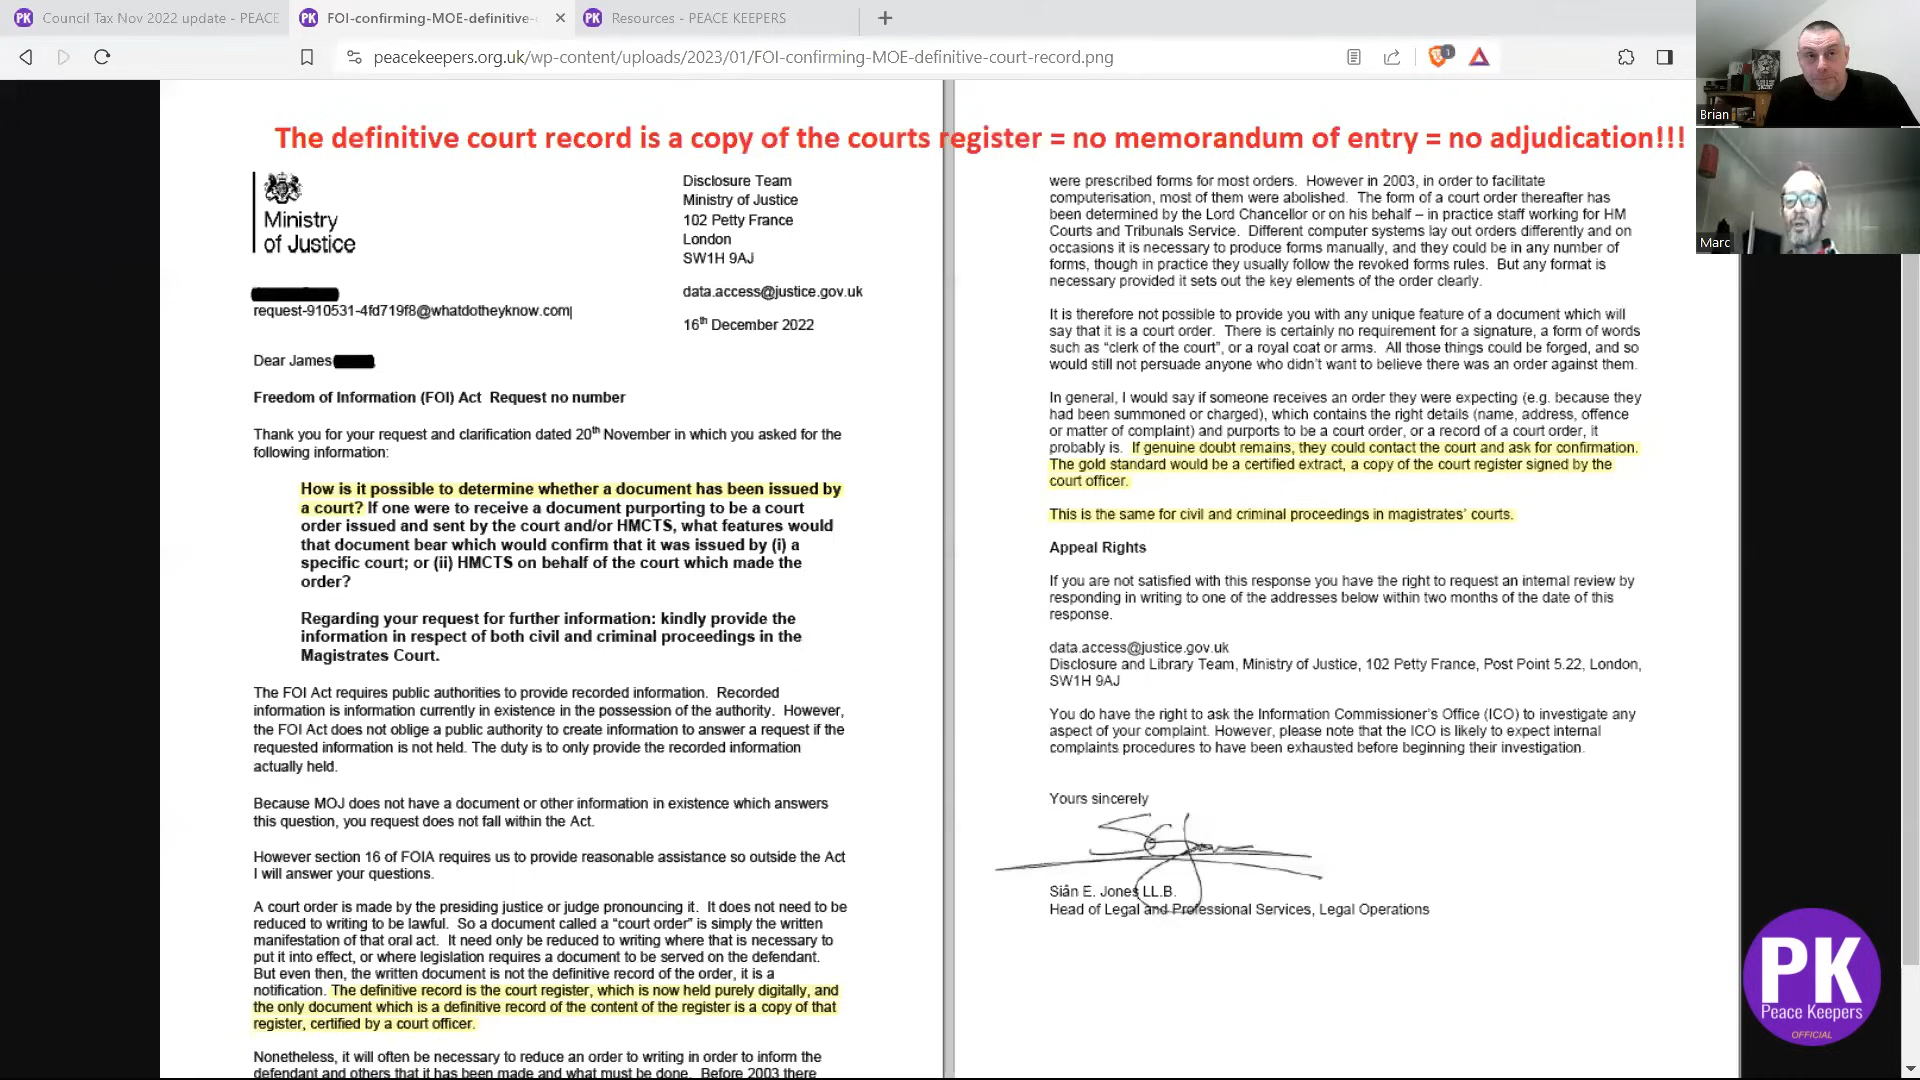 Council Tax Nov 2022 update - PEACE
FOI-confirming-MOE-definitive-c
Resources - PEACE KEEPERS
peacekeepers.org.uk/wp-content/uploads/2023/01/FOI-confirming-MOE-definitive-court-record.png
1
Brian
Marc
The definitive court record is a copy of the courts register = no memorandum of entry = no adjudication!!!
Ministry
of Justice
Disclosure Team
Ministry of Justice
102 Petty France
London
SW1H 9AJ
data.access@justice.gov.uk
16th December 2022
request-910531-4fd719f8@whatdotheyknow.com
Dear James
Freedom of Information (FOI) Act Request no number
Thank you for your request and clarification dated 20th November in which you asked for the
following information:
How is it possible to determine whether a document has been issued by
a court? If one were to receive a document purporting to be a court
order issued and sent by the court and/or HMCTS, what features would
that document bear which would confirm that it was issued by (i) a
specific court; or (ii) HMCTS on behalf of the court which made the
order?
Regarding your request for further information: kindly provide the
information in respect of both civil and criminal proceedings in the
Magistrates Court.
The FOI Act requires public authorities to provide recorded information. Recorded
information is information currently in existence in the possession of the authority. However,
the FOI Act does not oblige a public authority to create information to answer a request if the
requested information is not held. The duty is to only provide the recorded information
actually held.
Because MOJ does not have a document or other information in existence which answers
this question, you request does not fall within the Act.
However section 16 of FOIA requires us to provide reasonable assistance so outside the Act
I will answer your questions.
A court order is made by the presiding justice or judge pronouncing it. It does not need to be
reduced to writing to be lawful. So a document called a “court order” is simply the written
manifestation of that oral act. It need only be reduced to writing where that is necessary to
put it into effect, or where legislation requires a document to be served on the defendant.
But even then, the written document is not the definitive record of the order, it is a
notification. The definitive record is the court register, which is now held purely digitally, and
the only document which is a definitive record of the content of the register is a copy of that
register, certified by a court officer.
Nonetheless, it will often be necessary to reduce an order to writing in order to inform the
defendant and others that it has been made and what must be done. Before 2003 there
were prescribed forms for most orders. However in 2003, in order to facilitate
computerisation, most of them were abolished. The form of a court order thereafter has
been determined by the Lord Chancellor or on his behalf – in practice staff working for HM
Courts and Tribunals Service. Different computer systems lay out orders differently and on
occasions it is necessary to produce forms manually, and they could be in any number of
forms, though in practice they usually follow the revoked forms rules. But any format is
necessary provided it sets out the key elements of the order clearly.
It is therefore not possible to provide you with any unique feature of a document which will
say that it is a court order. There is certainly no requirement for a signature, a form of words
such as “clerk of the court”, or a royal coat or arms. All those things could be forged, and so
would still not persuade anyone who didn’t want to believe there was an order against them.
In general, I would say if someone receives an order they were expecting (e.g. because they
had been summoned or charged), which contains the right details (name, address, offence
or matter of complaint) and purports to be a court order, or a record of a court order, it
probably is. If genuine doubt remains, they could contact the court and ask for confirmation.
The gold standard would be a certified extract, a copy of the court register signed by the
court officer.
This is the same for civil and criminal proceedings in magistrates’ courts.
Appeal Rights
If you are not satisfied with this response you have the right to request an internal review by
responding in writing to one of the addresses below within two months of the date of this
response.
data.access@justice.gov.uk
Disclosure and Library Team, Ministry of Justice, 102 Petty France, Post Point 5.22, London,
SW1H 9AJ
You do have the right to ask the Information Commissioner’s Office (ICO) to investigate any
aspect of your complaint. However, please note that the ICO is likely to expect internal
complaints procedures to have been exhausted before beginning their investigation.
Yours sincerely
Siân E. Jones LL.B.
Head of Legal and Professional Services, Legal Operations
PK
Peace Keepers
OFFICIAL